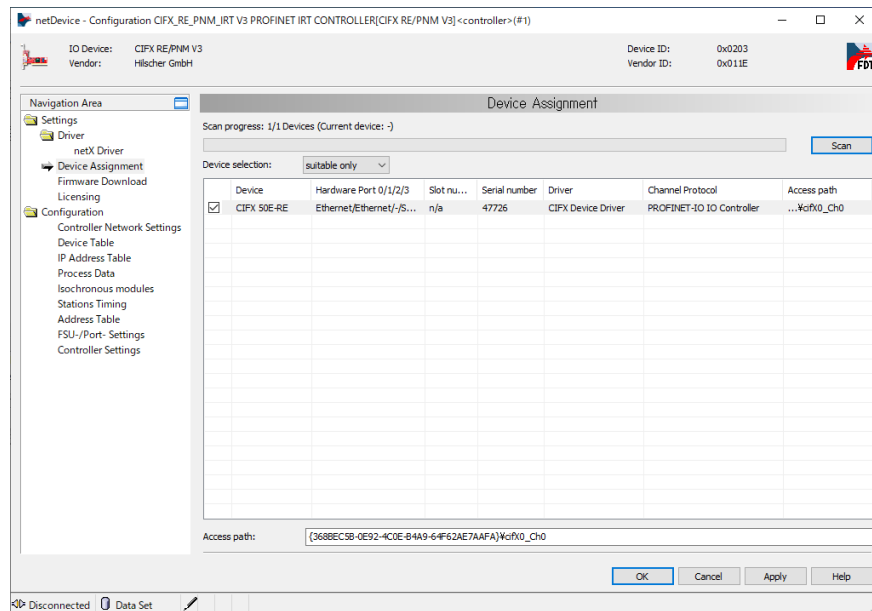 netDevice - Configuration CIFX_RE_PNM_IRT V3 PROFINET IRT CONTROLLER[CIFX RE/PNM V3]<controller>(#1)
IO Device: CIFX RE/PNM V3 Device ID: 0x0203
Vendor: Hilscher GmbH Vendor ID: 0x011E
FDT
Navigation Area
Settings
Driver
netX Driver
Device Assignment
Firmware Download
Licensing
Configuration
Controller Network Settings
Device Table
IP Address Table
Process Data
Isochronous modules
Stations Timing
Address Table
FSU-/Port- Settings
Controller Settings
Device Assignment
Scan progress: 1/1 Devices (Current device: -)
Scan
Device selection: suitable only
Device Hardware Port 0/1/2/3 Slot nu... Serial number Driver Channel Protocol Access path
CIFX 50E-RE Ethernet/Ethernet/-/S... n/a 47726 CIFX Device Driver PROFINET-IO IO Controller ...¥cifX0_Ch0
Access path: {368BEC5B-0E92-4C0E-B4A9-64F62AE7AAFA}¥cifX0_Ch0
OK Cancel Apply Help
Disconnected Data Set